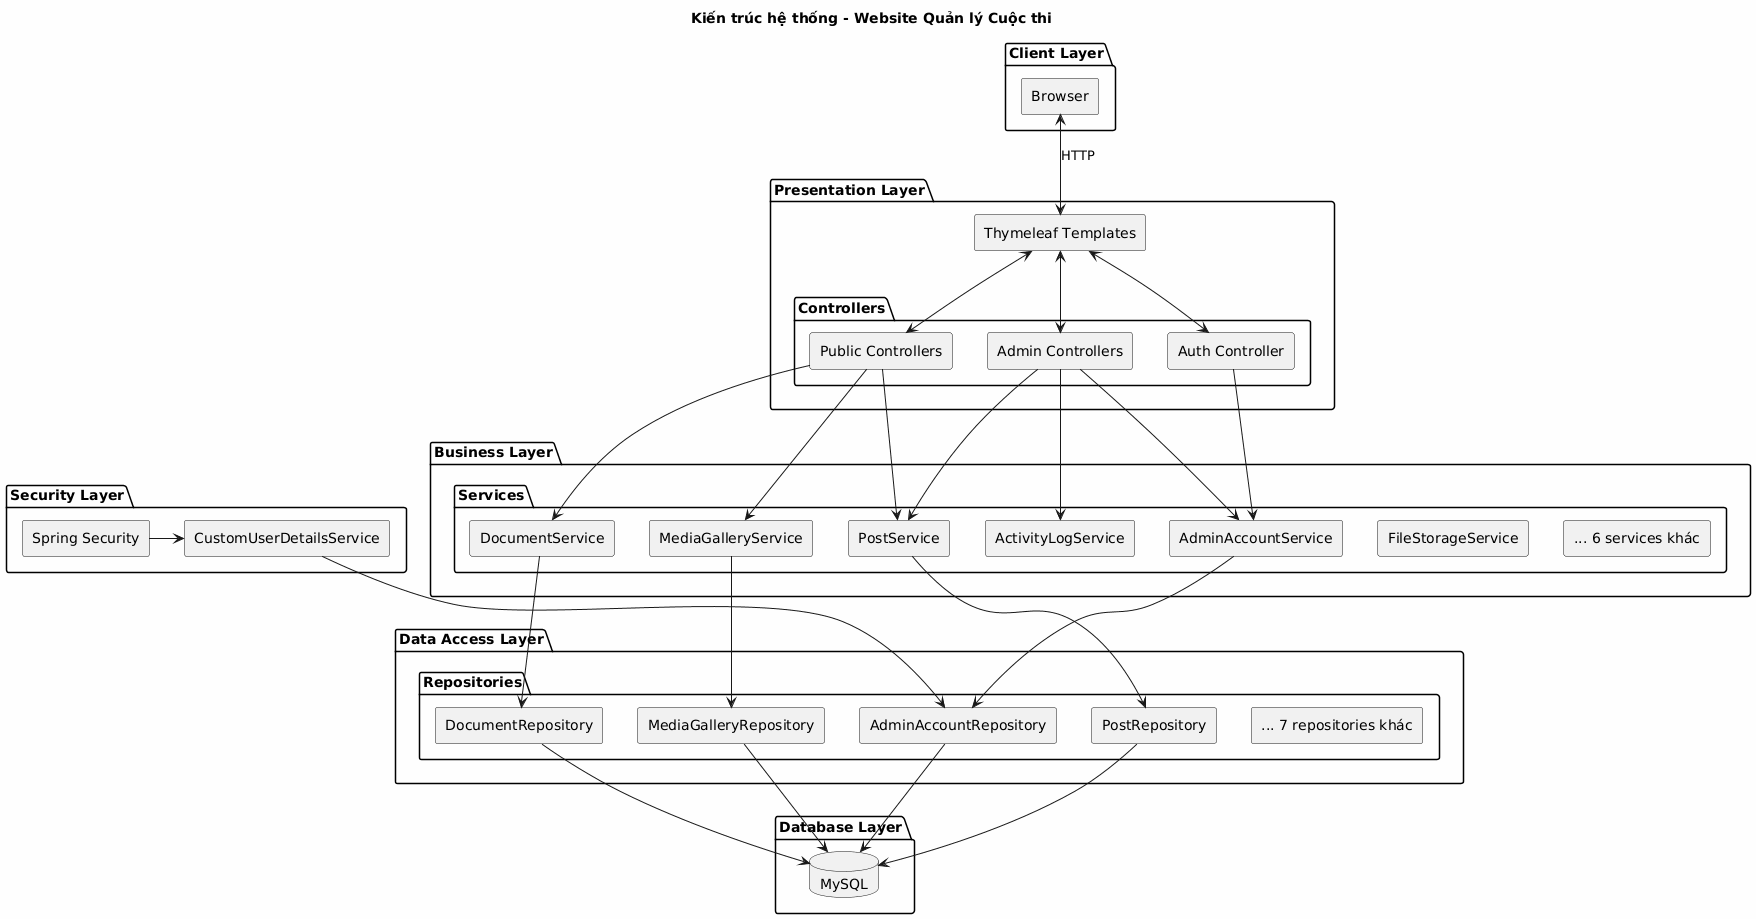 Kiến trúc hệ thống - Website Quản lý Cuộc thi
Client Layer
Browser
HTTP
Presentation Layer
Thymeleaf Templates
Controllers
Public Controllers
Admin Controllers
Auth Controller
Business Layer
Security Layer
Services
Spring Security
CustomUserDetailsService
DocumentService
MediaGalleryService
PostService
ActivityLogService
AdminAccountService
FileStorageService
... 6 services khác
Data Access Layer
Repositories
DocumentRepository
MediaGalleryRepository
AdminAccountRepository
PostRepository
... 7 repositories khác
Database Layer
MySQL